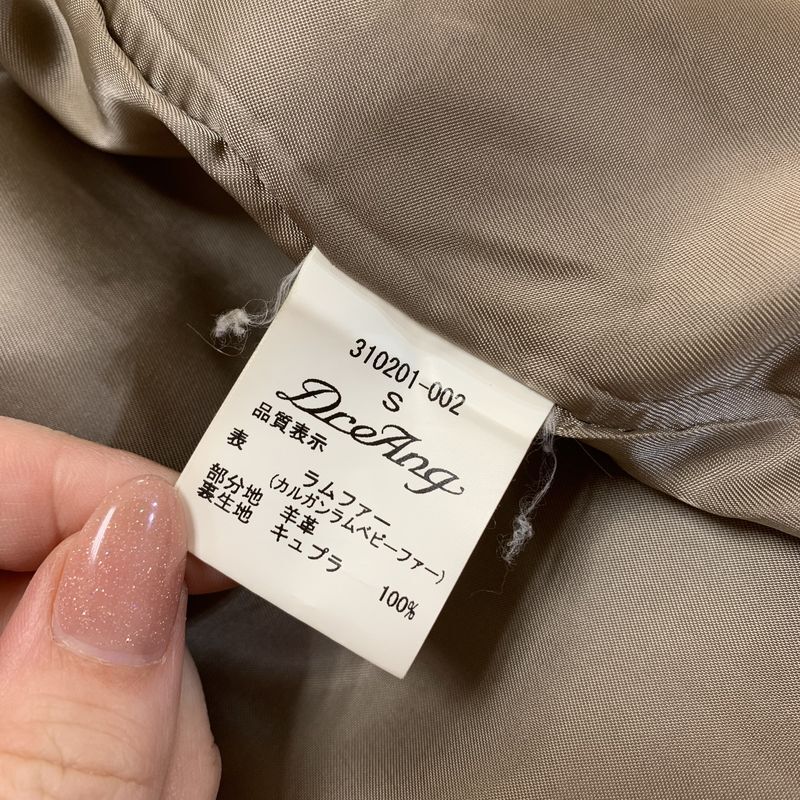 310201-002
S
DreAng
品質表示
表 ラムファー
(カルガンラムベビーファー)
部分地 羊革
裏生地 キュプラ 100%